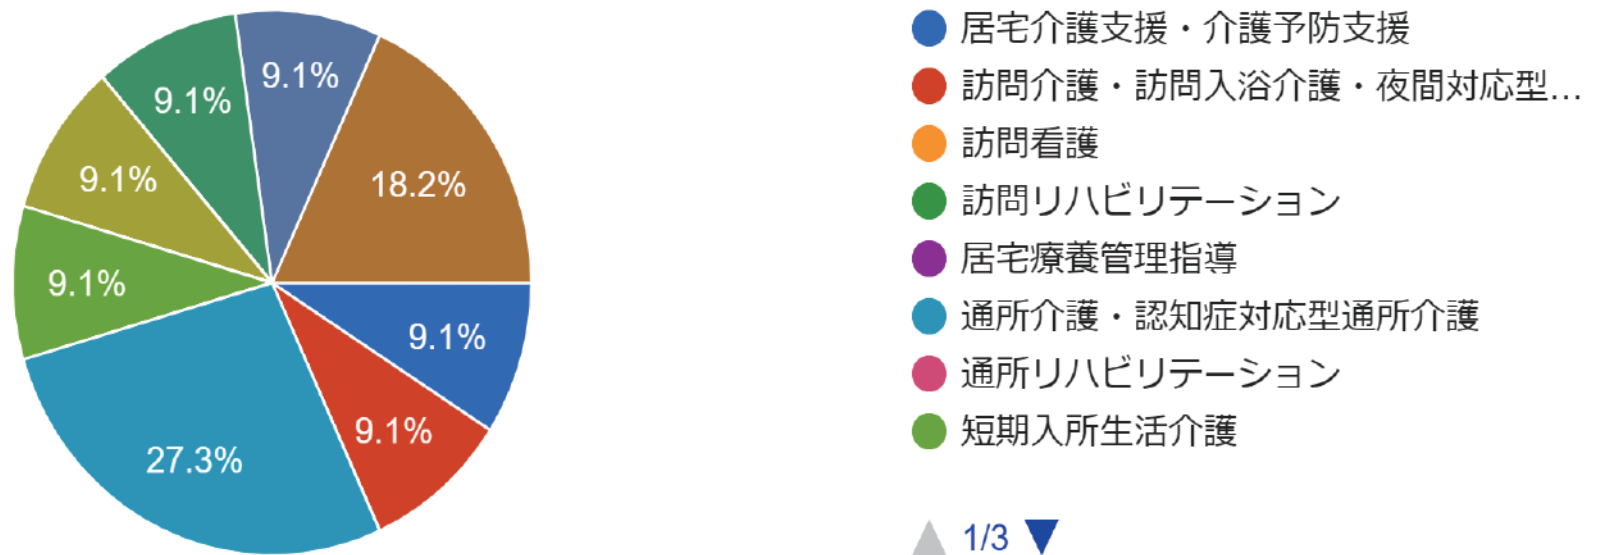 9.1%
18.2%
9.1%
9.1%
9.1%
9.1%
9.1%
27.3%
居宅介護支援・介護予防支援
訪問介護・訪問入浴介護・夜間対応型...
訪問看護
訪問リハビリテーション
居宅療養管理指導
通所介護・認知症対応型通所介護
通所リハビリテーション
短期入所生活介護
1/3